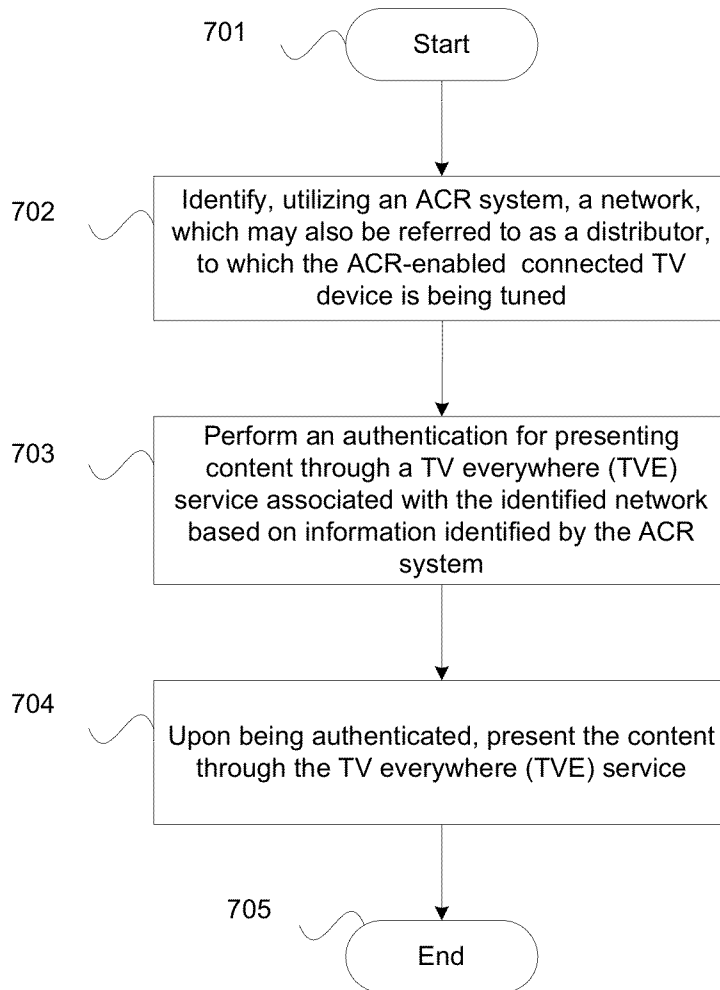 701
Start
702
Identify, utilizing an ACR system, a network,
which may also be referred to as a distributor,
to which the ACR-enabled connected TV
device is being tuned
703
Perform an authentication for presenting
content through a TV everywhere (TVE)
service associated with the identified network
based on information identified by the ACR
system
704
Upon being authenticated, present the content
through the TV everywhere (TVE) service
705
End